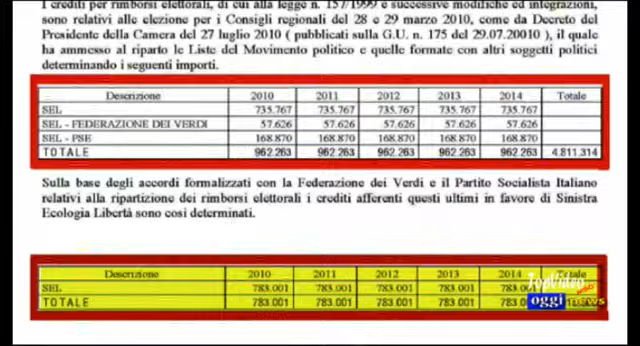 I crediti per rimborsi elettorali, di cui alla legge n. 157/1999 e successive modifiche ed integrazioni,
sono relativi alle elezione per i Consigli regionali del 28 e 29 marzo 2010, come da Decreto del
Presidente della Camera del 27 luglio 2010 ( pubblicati sulla G.U. n. 175 del 29.07.20010 ), il quale
ha ammesso al riparto le Liste del Movimento politico e quelle formate con altri soggetti politici
determinando i seguenti importi.
Descrizione 2010 2011 2012 2013 2014 Totale
SEL 735.767 735.767 735.767 735.767 735.767
SEL - FEDERAZIONE DEI VERDI 57.626 57.626 57.626 57.626 57.626
SEL - PSE 168.870 168.870 168.870 168.870 168.870
TOTALE 962.263 962.263 962.263 962.263 962.263 4.811.314
Sulla base degli accordi formalizzati con la Federazione dei Verdi e il Partito Socialista Italiano
relativi alla ripartizione dei rimborsi elettorali i crediti afferenti questi ultimi in favore di Sinistra
Ecologia Libertà sono cosi determinati.
Descrizione 2010 2011 2012 2013 2014 Totale
SEL 783.001 783.001 783.001 783.001
TOTALE 783.001 783.001 783.001 783.001
TopVideo
oggi